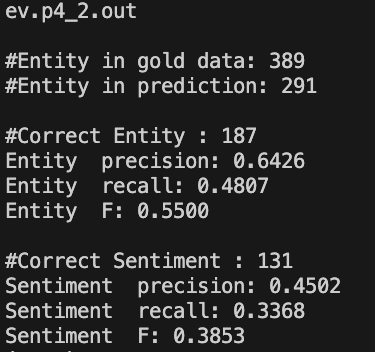 ev.p4_2.out
#Entity in gold data: 389
#Entity in prediction: 291
#Correct Entity : 187
Entity  precision: 0.6426
Entity  recall: 0.4807
Entity  F: 0.5500
#Correct Sentiment : 131
Sentiment  precision: 0.4502
Sentiment  recall: 0.3368
Sentiment  F: 0.3853